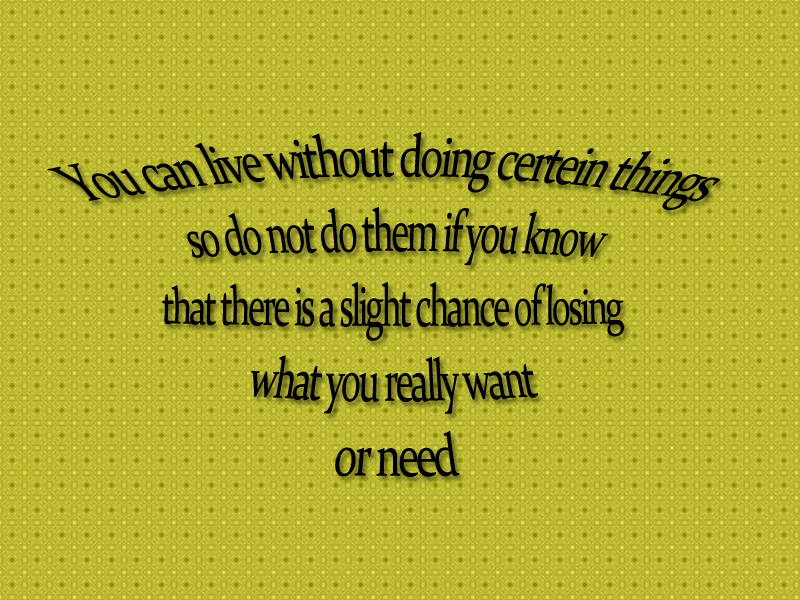 You can live without doing certein things
so do not do them if you know
that there is a slight chance of losing
what you really want
or need